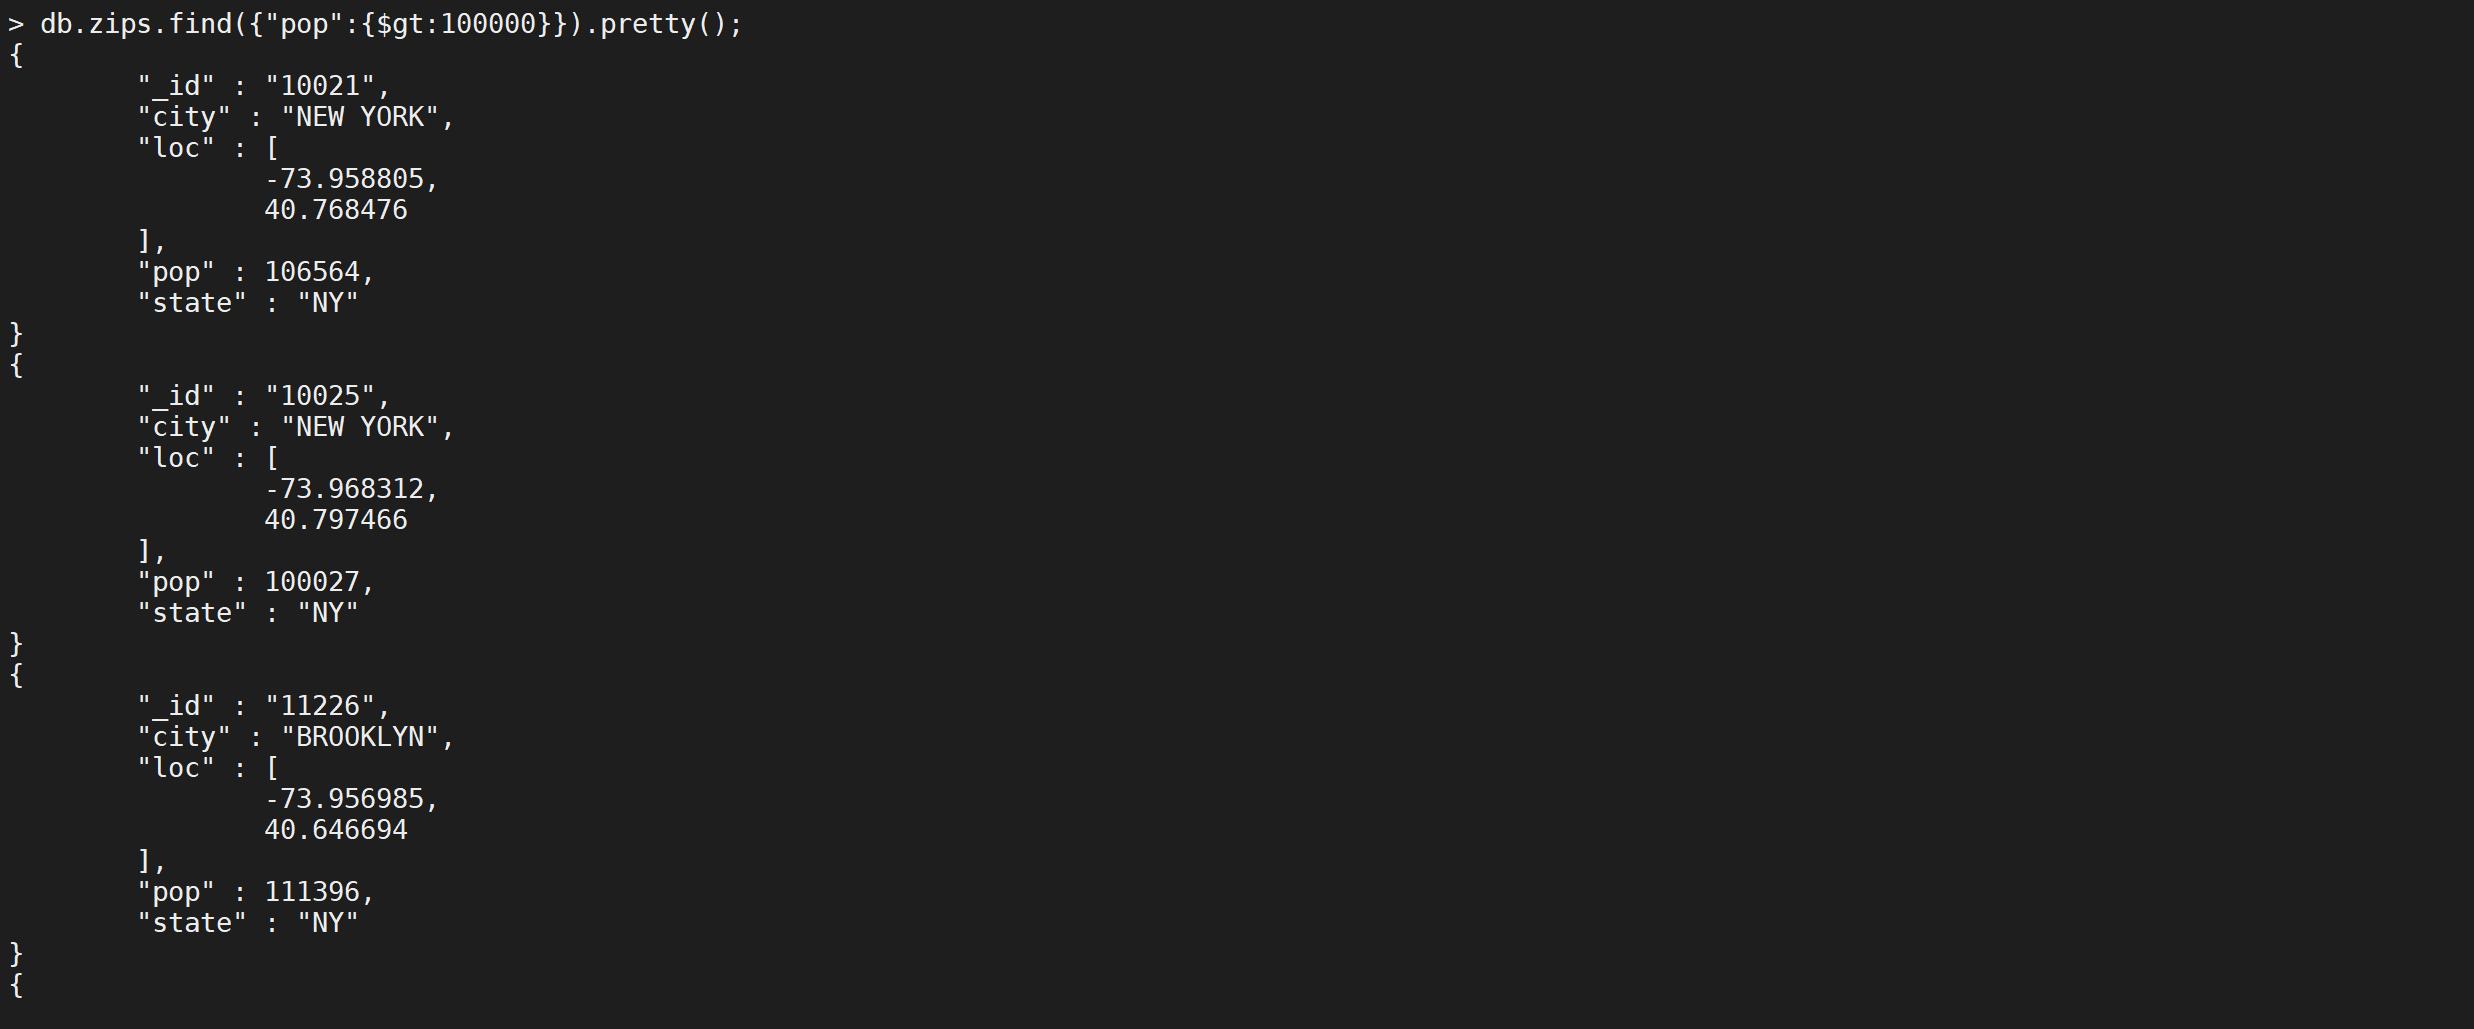 > db.zips.find({"pop":{$gt:100000}}).pretty();
{
        "_id" : "10021",
        "city" : "NEW YORK",
        "loc" : [
                -73.958805,
                40.768476
        ],
        "pop" : 106564,
        "state" : "NY"
}
{
        "_id" : "10025",
        "city" : "NEW YORK",
        "loc" : [
                -73.968312,
                40.797466
        ],
        "pop" : 100027,
        "state" : "NY"
}
{
        "_id" : "11226",
        "city" : "BROOKLYN",
        "loc" : [
                -73.956985,
                40.646694
        ],
        "pop" : 111396,
        "state" : "NY"
}
{